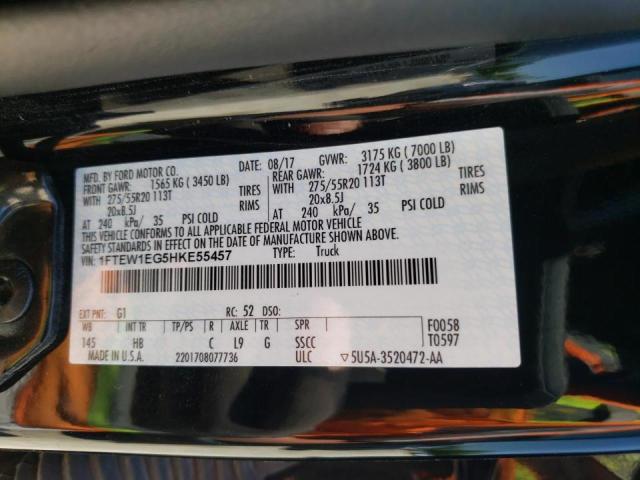 MFD. BY FORD MOTOR CO.
08/17
GVWR: 3175 KG ( 7000 LB)
FRONT GAWR: 1565 KG ( 3450 LB)
REAR GAWR: 1724 KG ( 3800 LB)
WITH 275/55R20 113T TIRES
WITH 275/55R20 113T TIRES
20x8.5J RIMS
20x8.5J RIMS
AT 240 kPa/ 35 PSI COLD
AT 240 kPa/ 35 PSI COLD
THIS VEHICLE CONFORMS TO ALL APPLICABLE FEDERAL MOTOR VEHICLE
SAFETY STANDARDS IN EFFECT ON THE DATE OF MANUFACTURE SHOWN ABOVE.
VIN: 1FTEW1EG5HKE55457
TYPE: Truck
EXT PNT: G1 RC: 52 DSO:
WB INT TR TP/PS R AXLE TR SPR
F0058
145 HB C L9 G SSCC
T0597
MADE IN U.S.A. 2201708077736 ULC ▽5U5A-3520472-AA